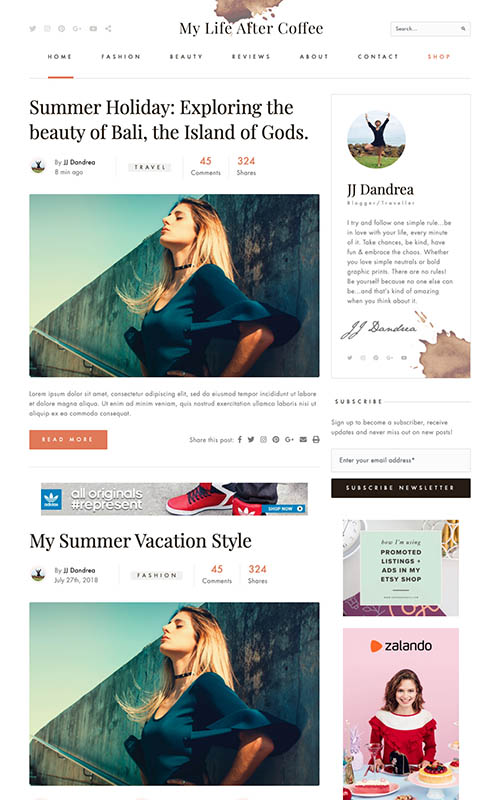 My Life After Coffee
Search...
HOME FASHION BEAUTY REVIEWS ABOUT CONTACT SHOP
Summer Holiday: Exploring the
beauty of Bali, the Island of Gods.
By JJ Dandrea
8 min ago
TRAVEL
45
Comments
324
Shares
Lorem ipsum dolor sit amet, consectetur adipiscing elit, sed do eiusmod tempor incididunt ut labore
et dolore magna aliqua. Ut enim ad minim veniam, quis nostrud exercitation ullamco laboris nisi ut
aliquip ex ea commodo consequat.
READ MORE
Share this post:
adidas
all originals
#represent
SHOP NOW
My Summer Vacation Style
By JJ Dandrea
July 27th, 2018
FASHION
45
Comments
324
Shares
JJ Dandrea
Blogger/Traveller
I try and follow one simple rule...be
in love with your life, every minute
of it. Take chances, be kind, have
fun & embrace the chaos. Whether
you love simple neutrals or bold
graphic prints. There are no rules!
Be yourself because no one else can
be...and that's kind of amazing
when you think about it.
JJ Dandrea
SUBSCRIBE
Sign up to become a subscriber, receive
updates and never miss out on new posts!
Enter your email address*
SUBSCRIBE NEWSLETTER
how I'm using
PROMOTED
LISTINGS +
ADS IN MY
ETSY SHOP
zalando